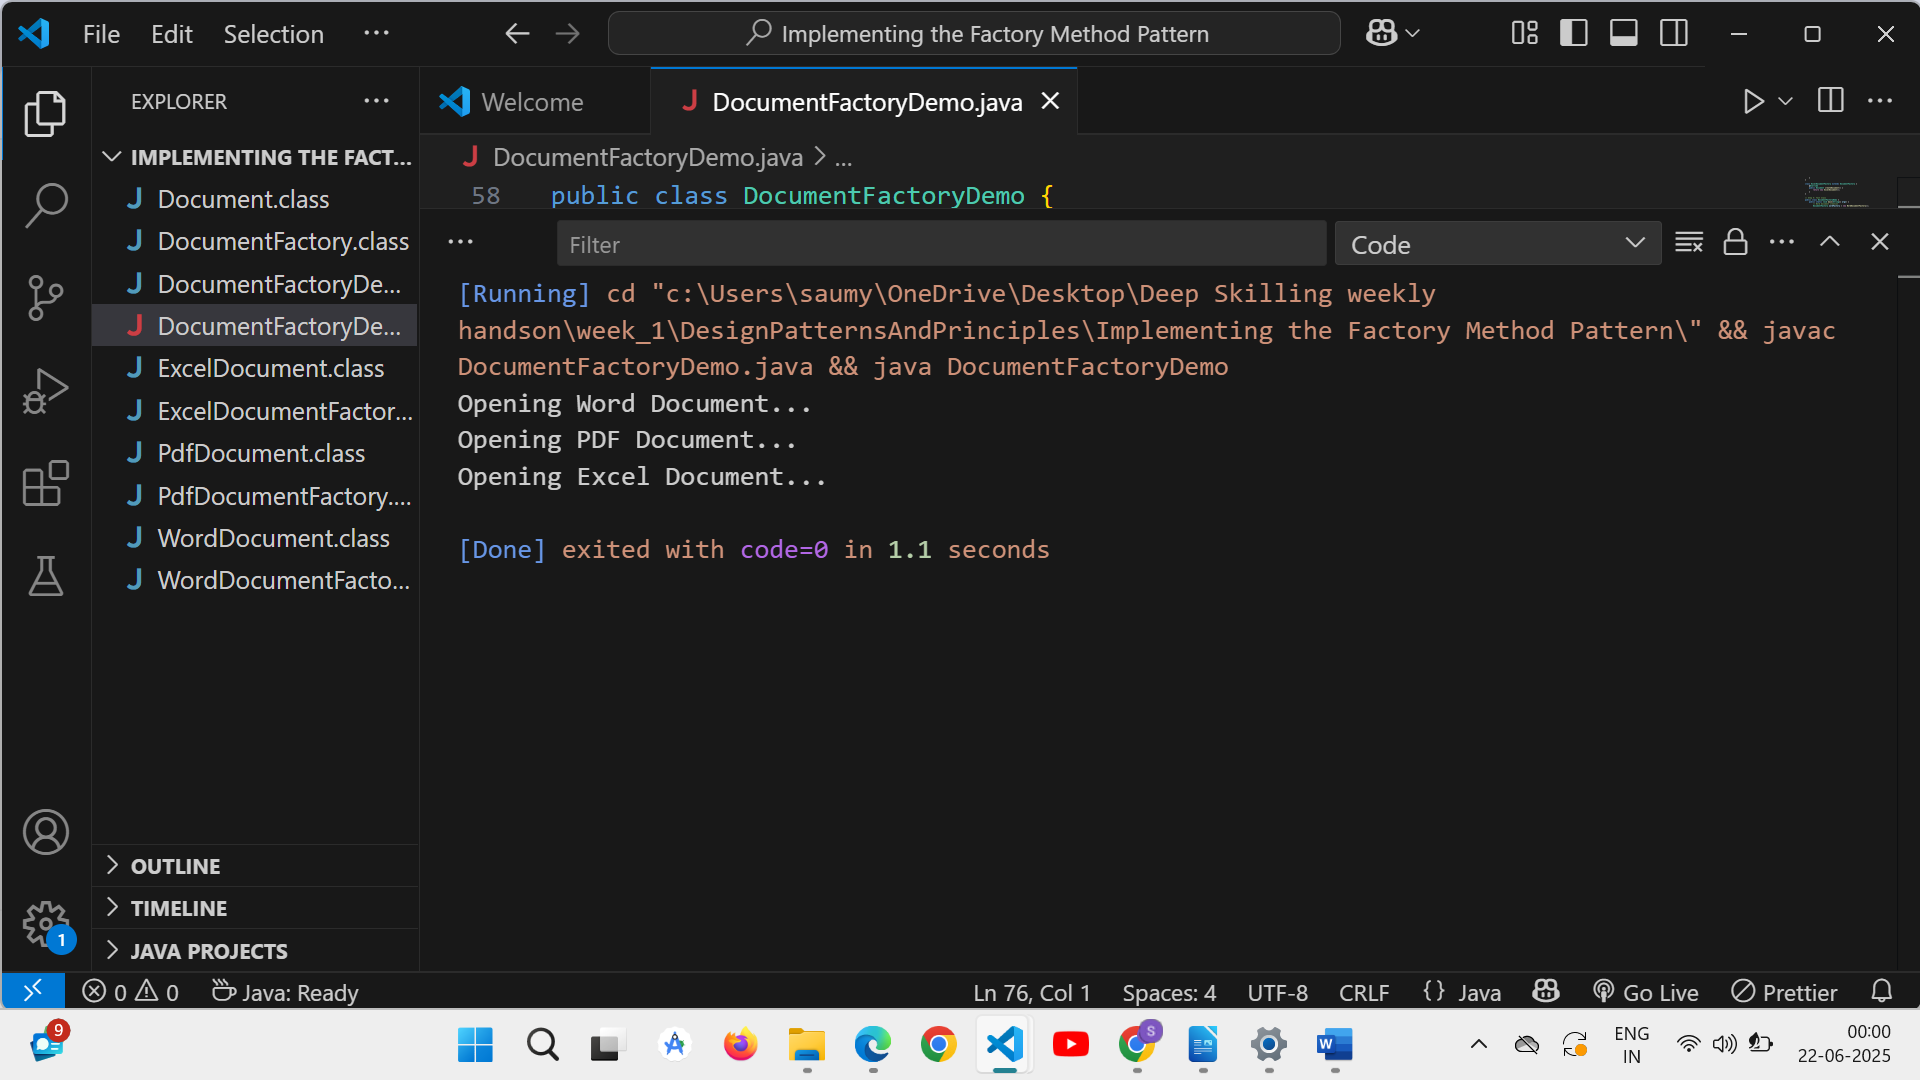 File Edit Selection ···
Implementing the Factory Method Pattern
EXPLORER ···
Welcome
DocumentFactoryDemo.java
IMPLEMENTING THE FACT...
Document.class
DocumentFactory.class
DocumentFactoryDe...
DocumentFactoryDe...
ExcelDocument.class
ExcelDocumentFactor...
PdfDocument.class
PdfDocumentFactory....
WordDocument.class
WordDocumentFacto...
OUTLINE
TIMELINE
JAVA PROJECTS
DocumentFactoryDemo.java > ...
58 public class DocumentFactoryDemo {
Filter
Code
[Running] cd "c:\Users\saumy\OneDrive\Desktop\Deep Skilling weekly
handson\week_1\DesignPatternsAndPrinciples\Implementing the Factory Method Pattern\" && javac
DocumentFactoryDemo.java && java DocumentFactoryDemo
Opening Word Document...
Opening PDF Document...
Opening Excel Document...
[Done] exited with code=0 in 1.1 seconds
1
0 0 Java: Ready
Ln 76, Col 1 Spaces: 4 UTF-8 CRLF {} Java Go Live Prettier
9
S
W
ENG
IN
00:00
22-06-2025